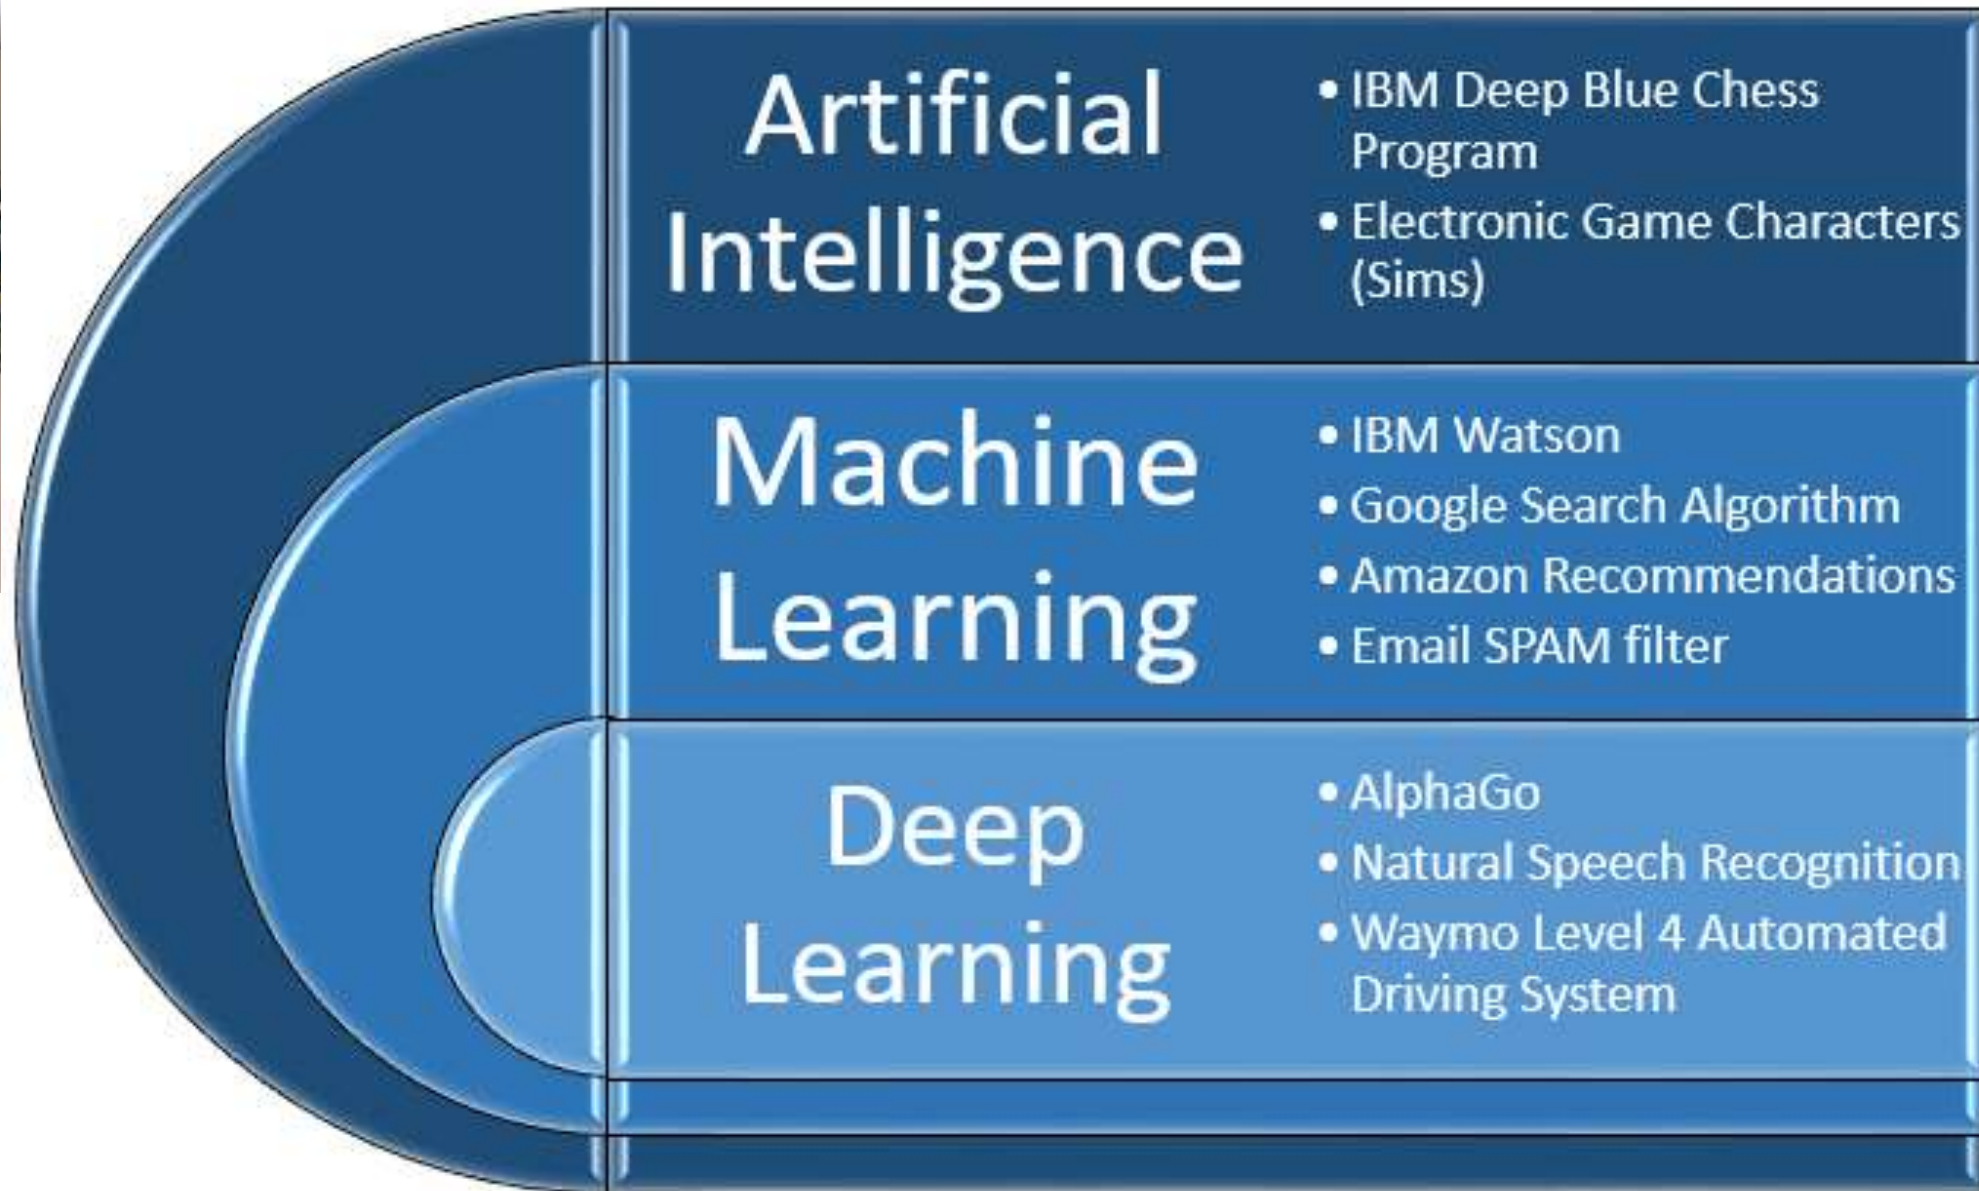 Artificial
Intelligence
• IBM Deep Blue Chess
Program
• Electronic Game Characters
(Sims)
Machine
Learning
• IBM Watson
• Google Search Algorithm
• Amazon Recommendations
• Email SPAM filter
Deep
Learning
• AlphaGo
• Natural Speech Recognition
• Waymo Level 4 Automated
Driving System